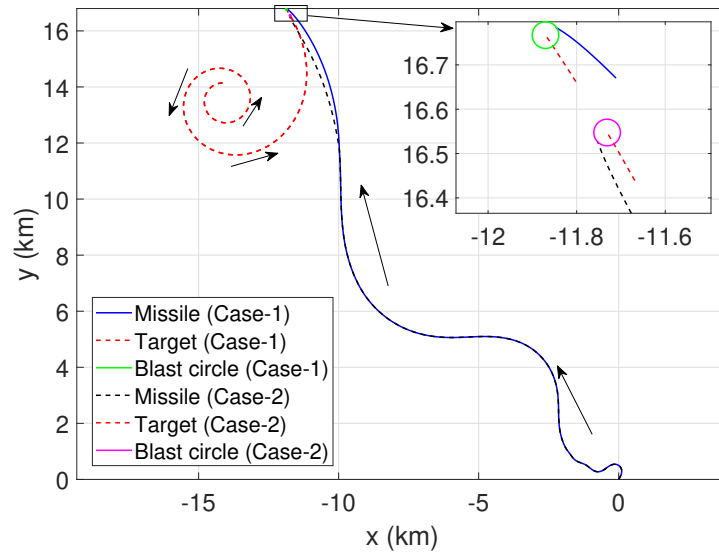 16
14
12
10
8
6
4
2
0
y (km)
-15
-10
-5
0
x (km)
16.7
16.6
16.5
16.4
-12
-11.8
-11.6
Missile (Case-1)
Target (Case-1)
Blast circle (Case-1)
Missile (Case-2)
Target (Case-2)
Blast circle (Case-2)